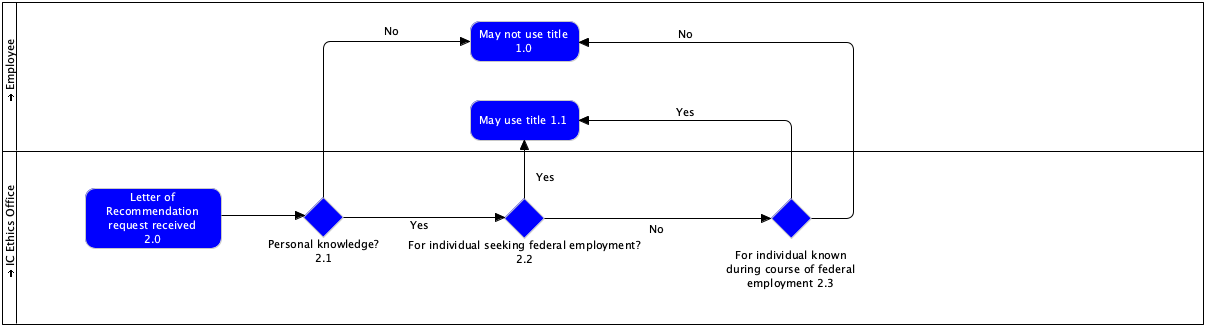 Employee
No
May not use title
1.0
No
May use title 1.1
Yes
IC Ethics Office
Letter of
Recommendation
request received
2.0
Personal knowledge?
2.1
Yes
Yes
For individual seeking federal employment?
2.2
No
For individual known
during course of federal
employment 2.3